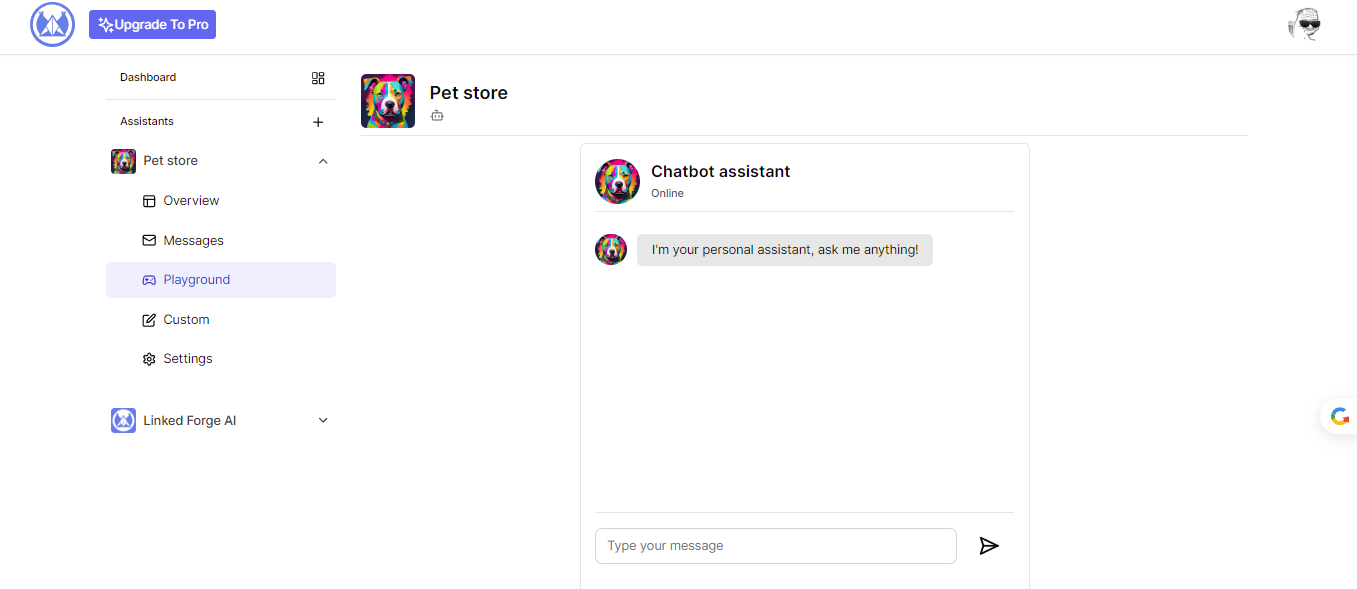 Upgrade To Pro
Dashboard
Assistants
Pet store
Overview
Messages
Playground
Custom
Settings
Linked Forge AI
Pet store
Chatbot assistant
Online
I'm your personal assistant, ask me anything!
Type your message